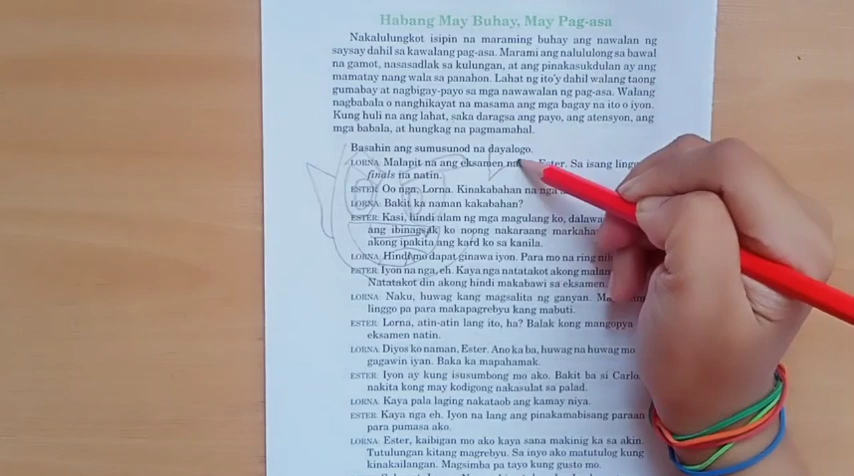 Habang May Buhay, May Pag-asa
Nakalulungkot isipin na maraming buhay ang nawalan ng
saysay dahil sa kawalang pag-asa. Marami ang nalululong sa bawal
na gamot, nasasadlak sa kulungan, at ang pinakasukdulan ay ang
mamatay nang wala sa panahon. Lahat ng ito'y dahil walang taong
gumabay at nagbigay-payo sa mga nawawalan ng pag-asa. Walang
nagbabala o nanghikayat na masama ang mga bagay na ito o iyon.
Kung huli na ang lahat, saka daragsa ang payo, ang atensyon, ang
mga babala, at hungkag na pagmamahal.
Basahin ang sumusunod na dayalogo.
LORNA: Malapit na ang eksamen Ester. Sa isang
finals na natin.
ESTER: Oo nga, Lorna. Kinakabahan na nga
LORNA: Bakit ka naman kakabahan?
ESTER: Kasi, hindi alam ng mga magulang ko,
ang ibinagsak ko noong nakaraang
akong ipakita ang kard ko sa kanila.
LORNA: Hindi mo dapat ginawa iyon. Para mo na ring
ESTER: Iyon na nga, eh. Kaya nga natatakot akong
Natatakot din akong hindi makabawi sa eksamen
LORNA: Naku, huwag kang magsalita ng ganyan.
linggo pa para makapagrebyu kang mabuti.
ESTER: Lorna, atin-atin lang ito, ha? Balak kong mangopya
eksamen natin.
LORNA: Diyos ko naman, Ester. Ano ka ba, huwag na huwag mo
gagawin iyan. Baka ka mapahamak.
ESTER: Iyon ay kung isusumbong mo ako. Bakit ba si Carlo,
nakita kong may kodigong nakasulat sa palad.
LORNA: Kaya pala laging nakataob ang kamay niya.
ESTER: Kaya nga eh. Iyon na lang ang pinakamabisang paraan
para pumasa ako.
LORNA: Ester, kaibigan mo ako kaya sana makinig ka sa akin.
Tutulungan kitang magrebyu. Sa inyo ako matutulog kung
kinakailangan. Magsimba pa tayo kung gusto mo.